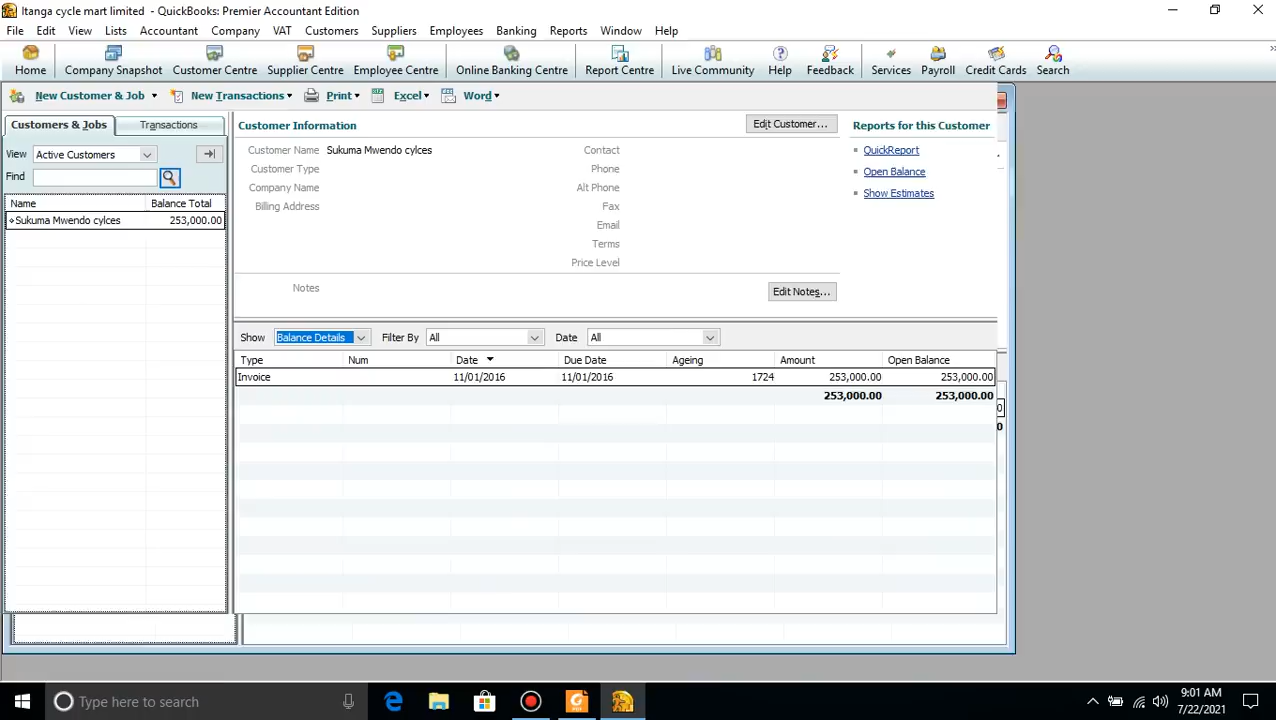 Itanga cycle mart limited - QuickBooks: Premier Accountant Edition
File Edit View Lists Accountant Company VAT Customers Suppliers Employees Banking Reports Window Help
Home Company Snapshot Customer Centre Supplier Centre Employee Centre Online Banking Centre Report Centre Live Community Help Feedback Services Payroll Credit Cards Search
New Customer & Job New Transactions Print Excel Word
Customers & Jobs Transactions
Customer Information Edit Customer... Reports for this Customer
View Active Customers
Customer Name Sukuma Mwendo cylces Contact QuickReport
Customer Type Phone Open Balance
Find
Company Name Alt Phone Show Estimates
Name Balance Total
Billing Address Fax
Sukuma Mwendo cylces 253,000.00
Email
Terms
Price Level
Notes Edit Notes...
Show Balance Details Filter By All Date All
Type Num Date Due Date Ageing Amount Open Balance
Invoice 11/01/2016 11/01/2016 1724 253,000.00 253,000.00
253,000.00 253,000.00
0
0
Type here to search
9:01 AM
7/22/2021